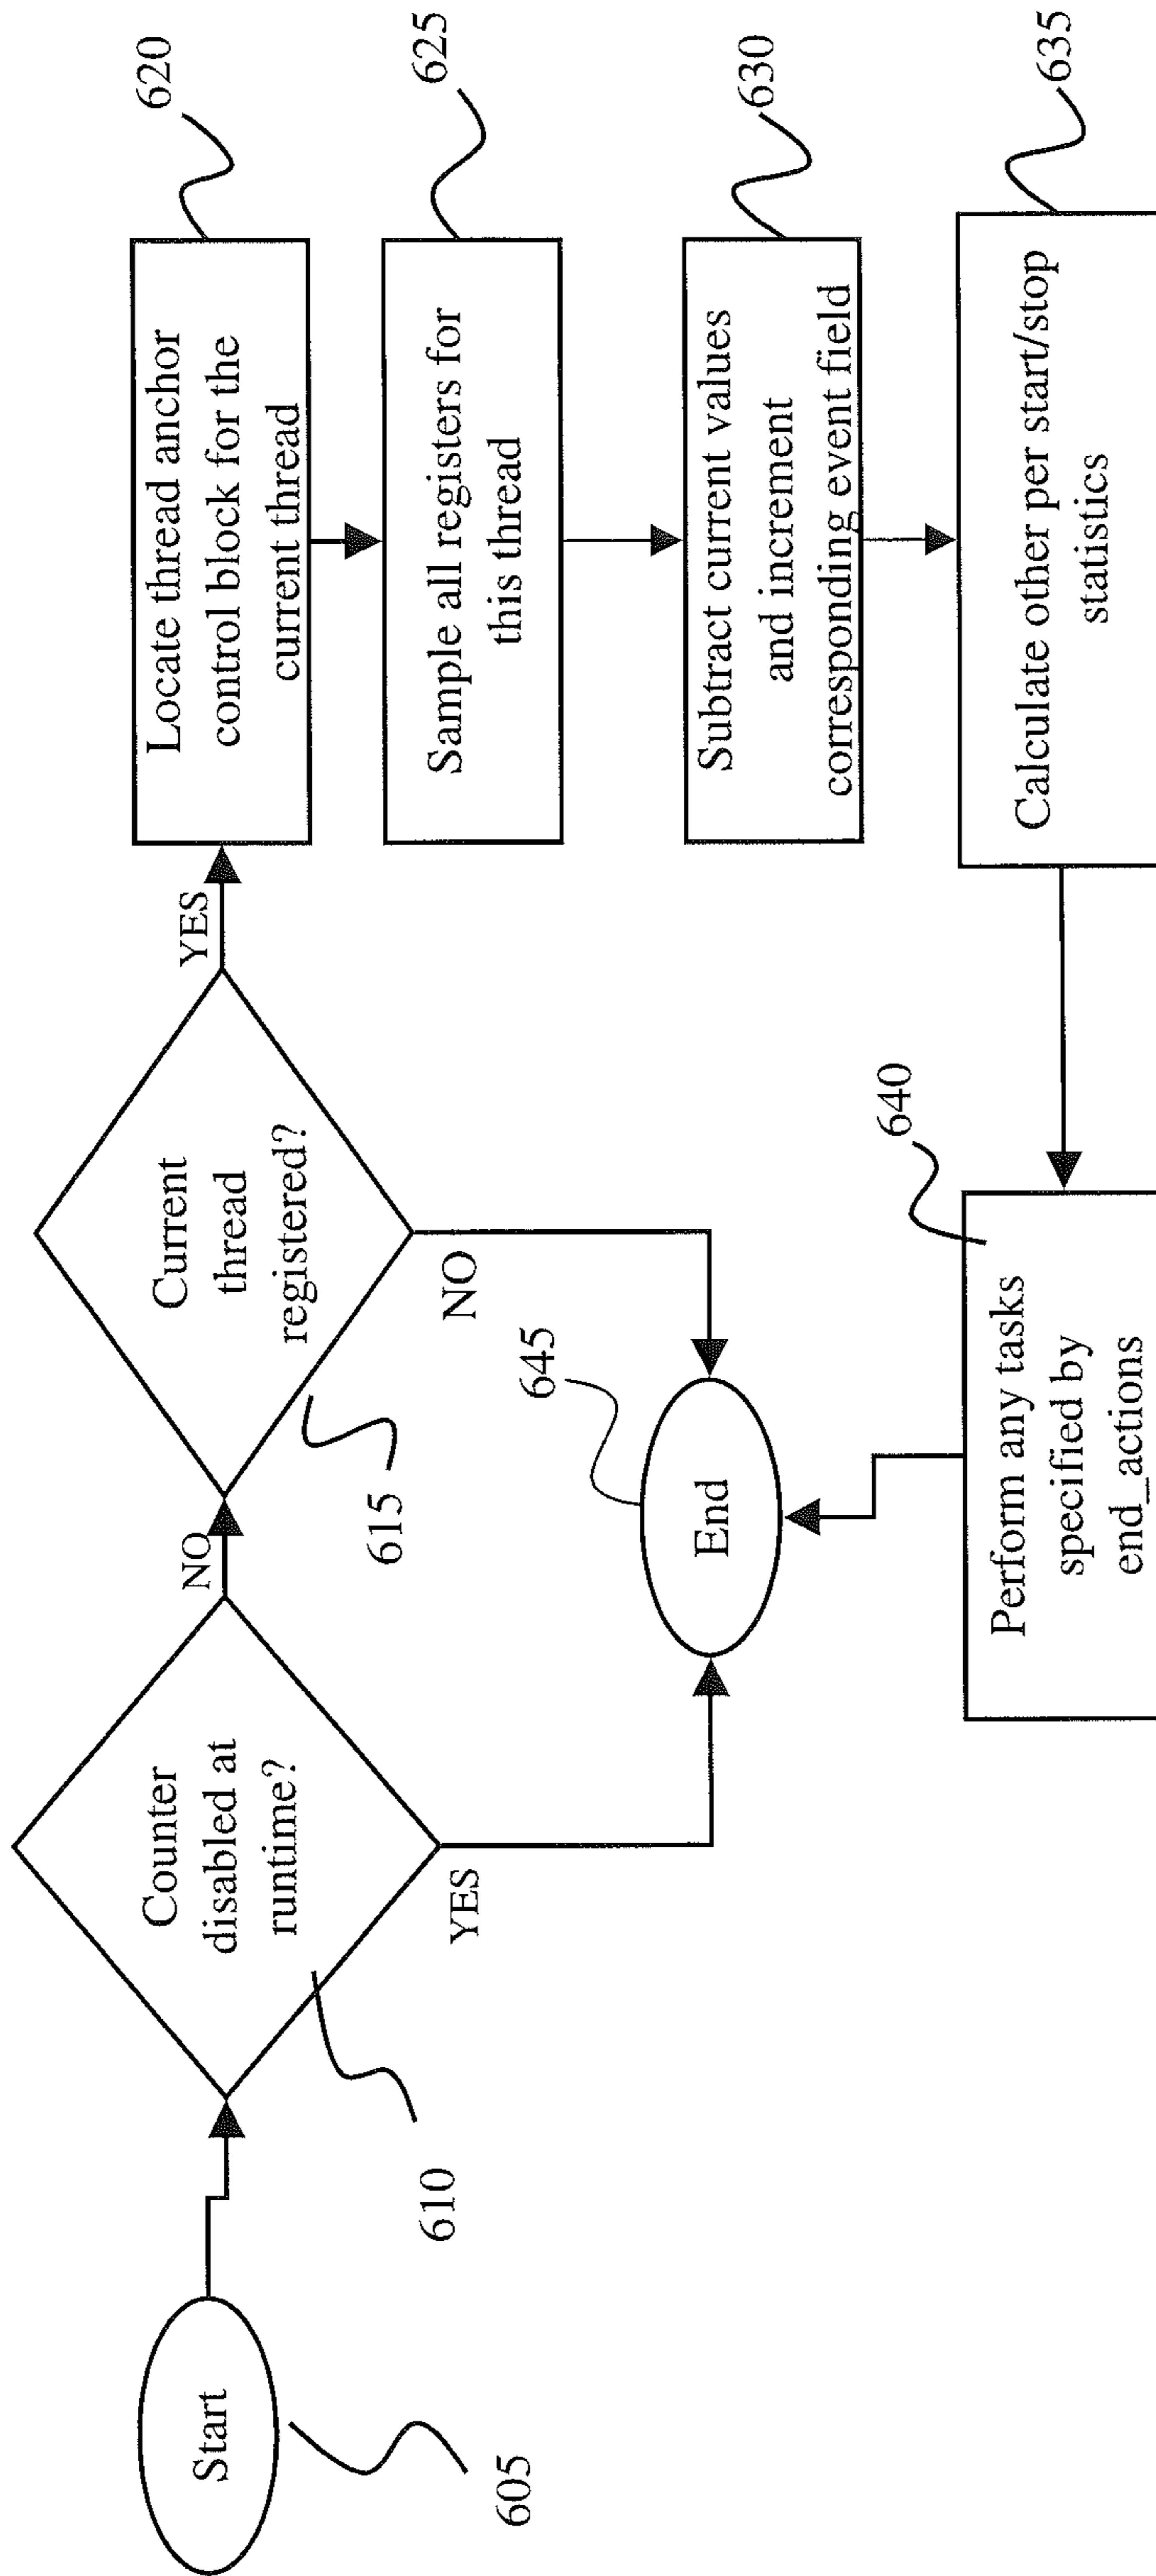 Start
605
Counter
disabled at
runtime?
610
NO
YES
Current
thread
registered?
615
YES
NO
Locate thread anchor
control block for the
current thread
620
Sample all registers for
this thread
625
Subtract current values
and increment
corresponding event field
630
Calculate other per start/stop
statistics
635
Perform any tasks
specified by
end_actions
640
End
645